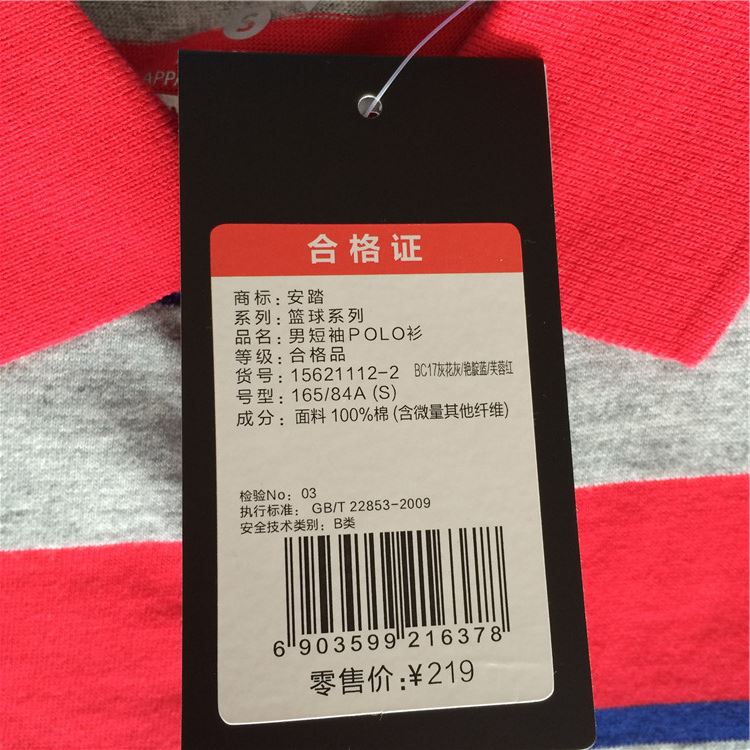 S
APPA
合格证
商标：安踏
系列：篮球系列
品名：男短袖POLO衫
等级：合格品
货号：15621112-2 BC17灰花灰/艳靛蓝/芙蓉红
号型：165/84A (S)
成分：面料 100%棉 (含微量其他纤维)
检验No：03
执行标准：GB/T 22853-2009
安全技术类别：B类
6 903599 216378
零售价:¥219